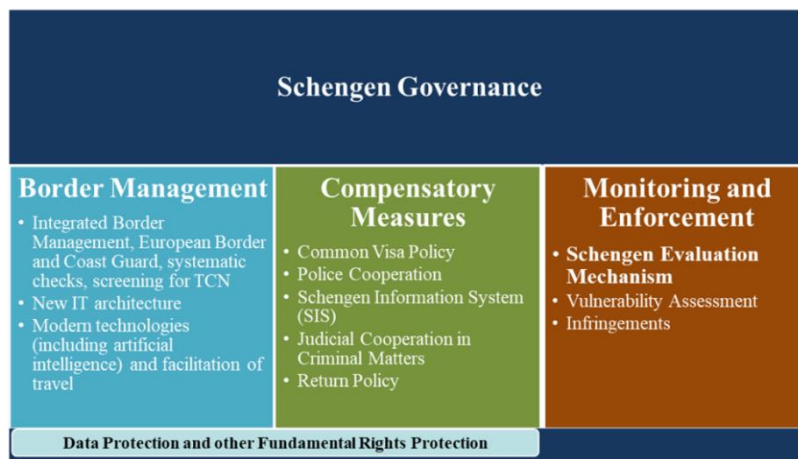 Schengen Governance
Border Management
• Integrated Border
Management, European Border
and Coast Guard, systematic
checks, screening for TCN
• New IT architecture
• Modern technologies
(including artificial
intelligence) and facilitation of
travel
Compensatory
Measures
• Common Visa Policy
• Police Cooperation
• Schengen Information System
(SIS)
• Judicial Cooperation in
Criminal Matters
• Return Policy
Monitoring and
Enforcement
• Schengen Evaluation
Mechanism
• Vulnerability Assessment
• Infringements
Data Protection and other Fundamental Rights Protection